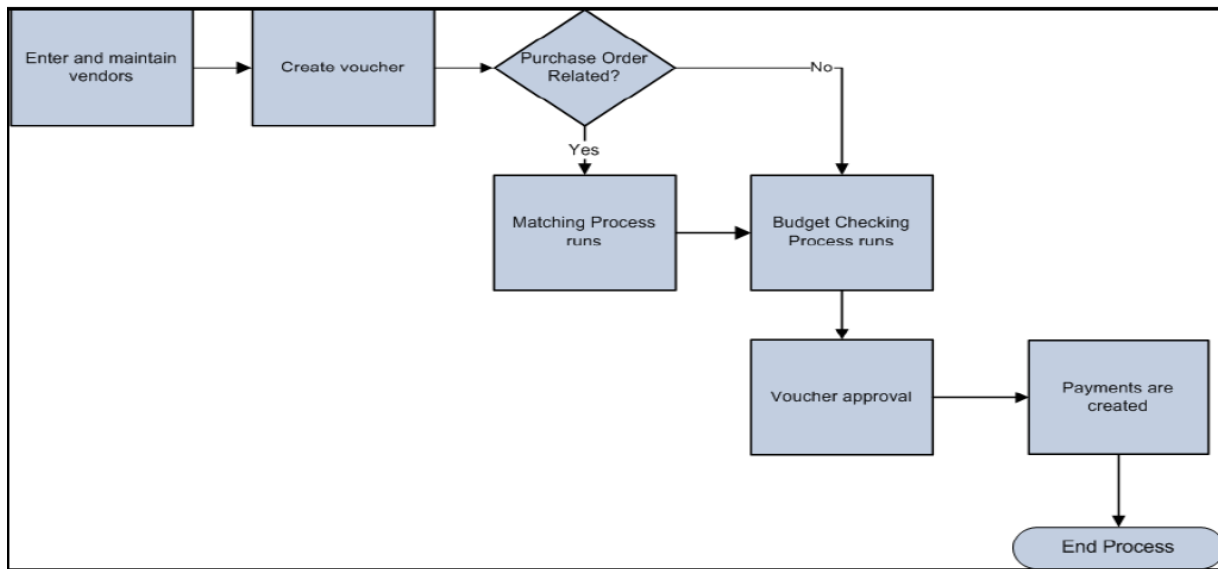 Enter and maintain
vendors
Create voucher
Purchase Order
Related?
No
Yes
Matching Process
runs
Budget Checking
Process runs
Voucher approval
Payments are
created
End Process